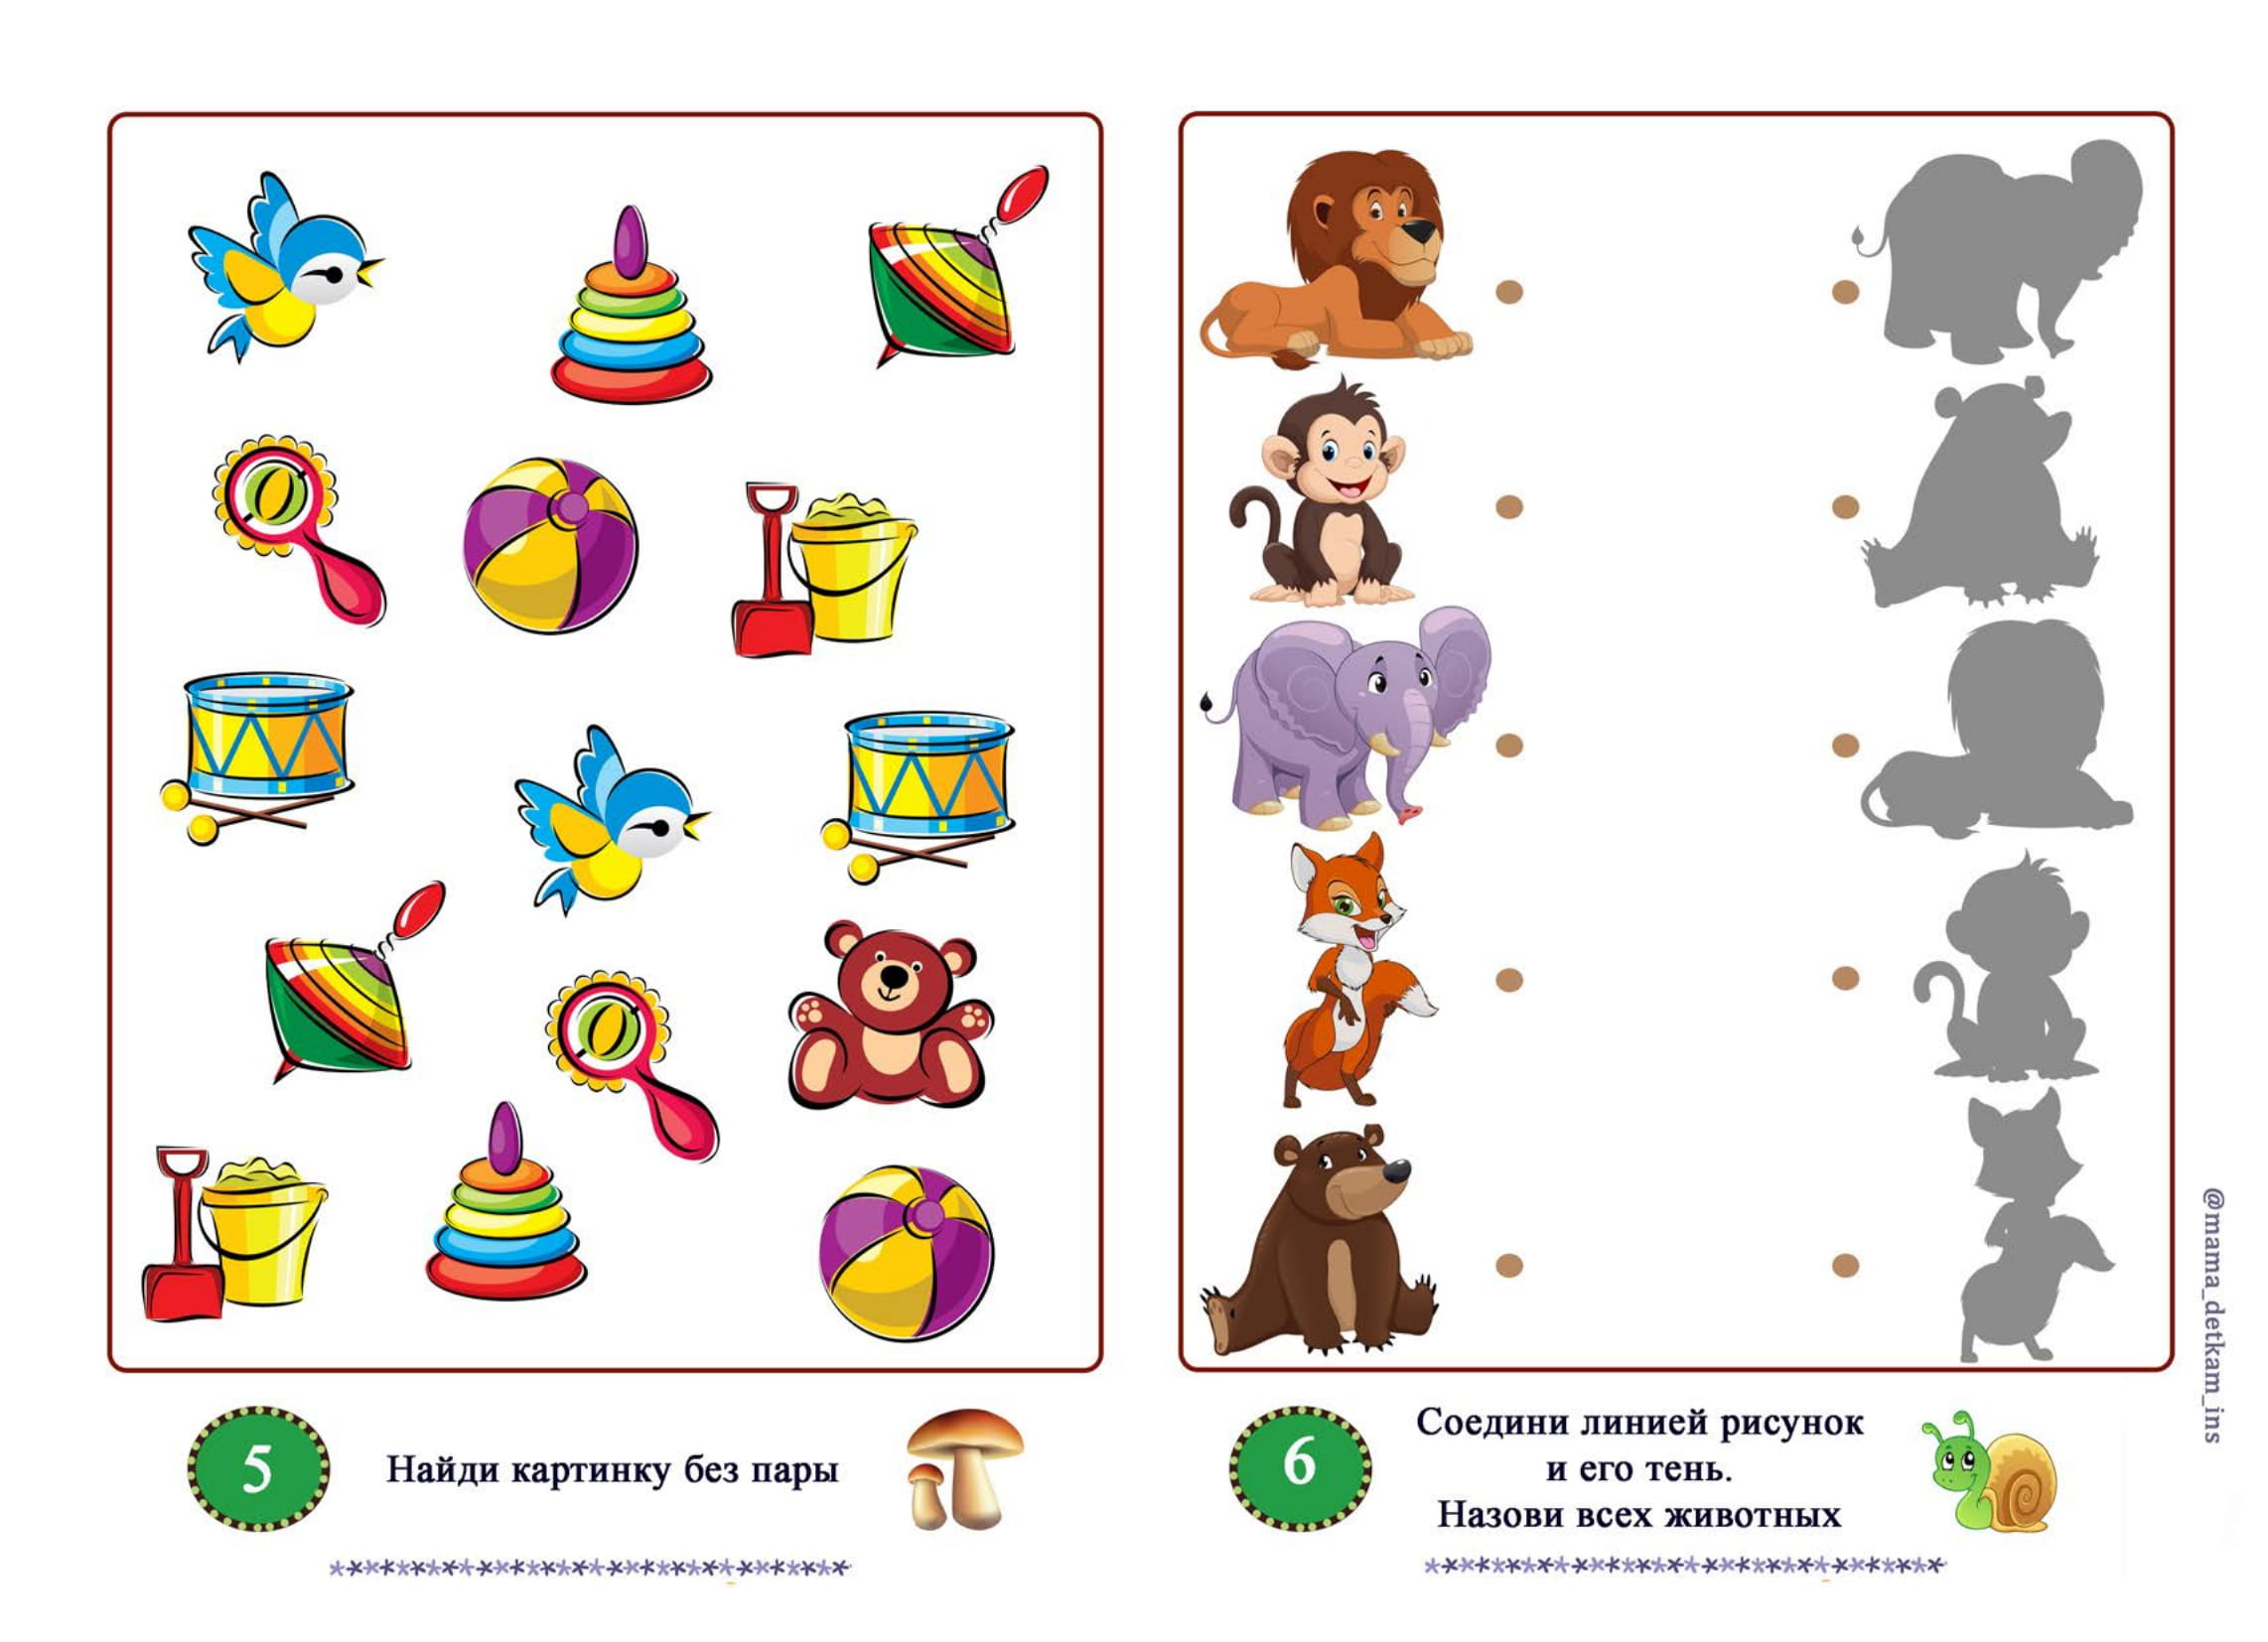 5
Найди картинку без пары
6
Соедини линией рисунок
и его тень.
Назови всех животных
@mama_detkam_ins